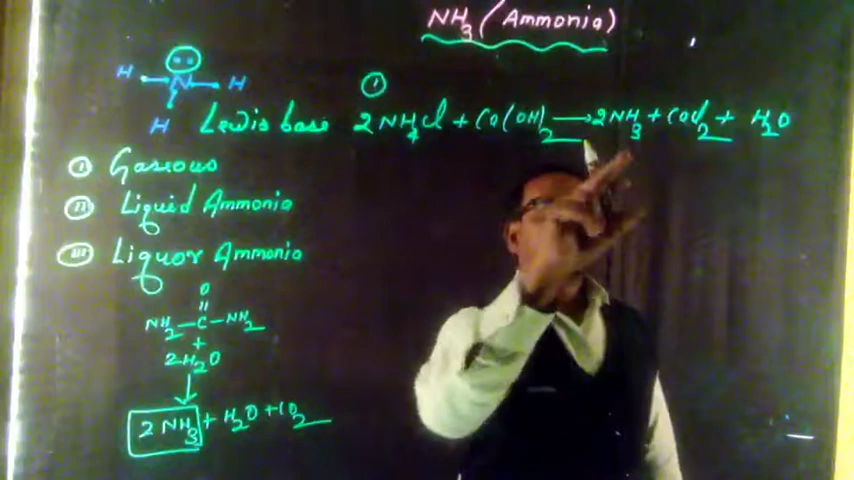 NH3 (Ammonia)
H N H
H
Lewis base
(1)
2NH4Cl + Ca(OH)2 → 2NH3 + CaCl2 + H2O
(i) Gaseous
(ii) Liquid Ammonia
(iii) Liquor Ammonia
O
NH2 – C – NH2
+
2H2O
↓
2NH3 + H2O + CO2